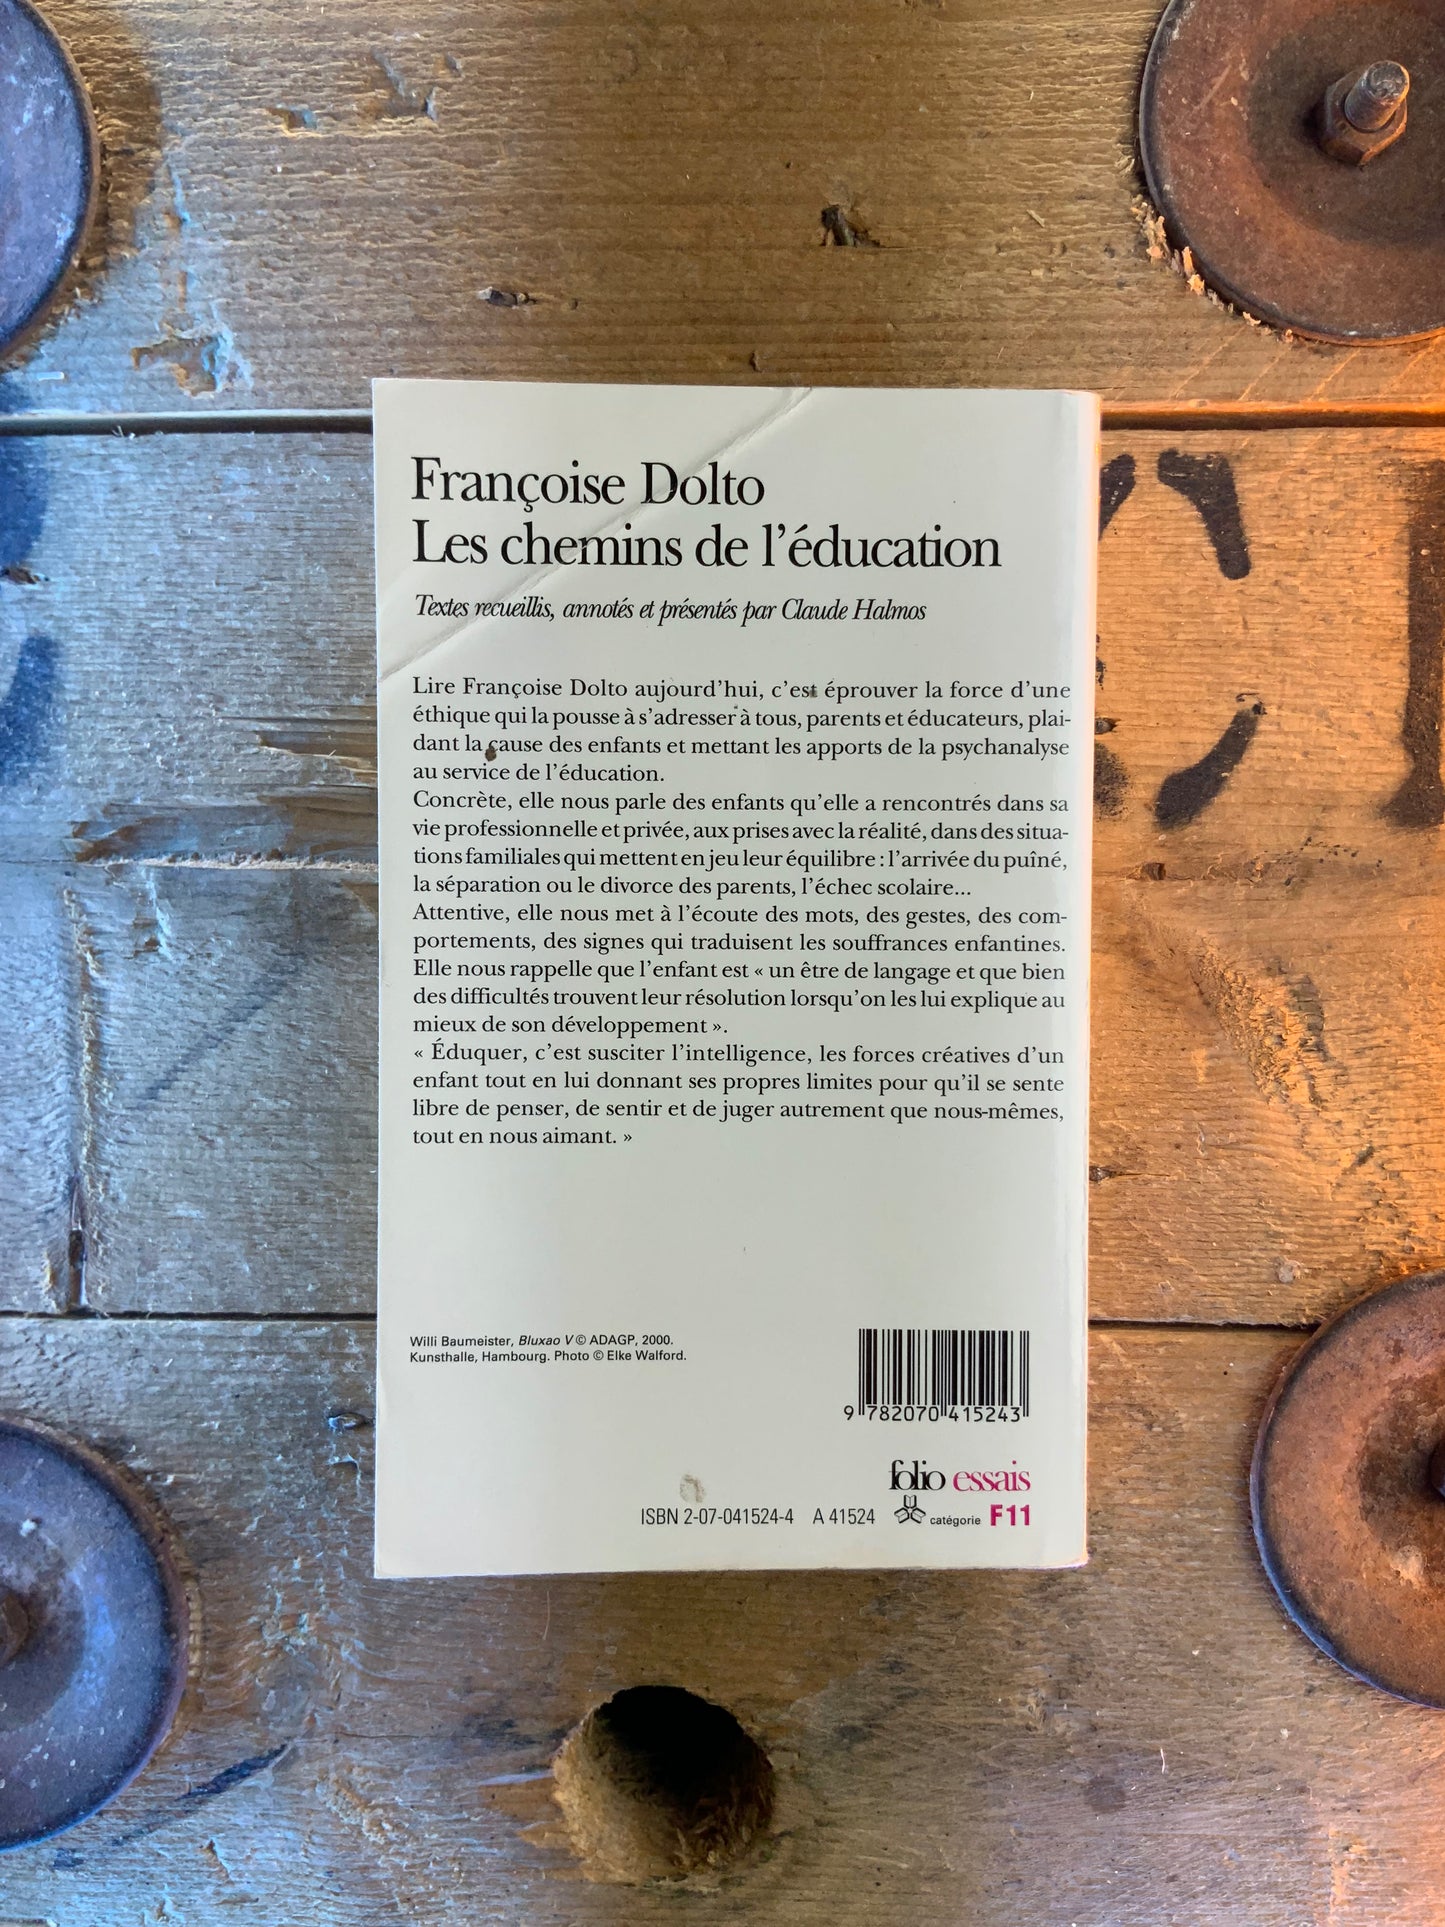 Françoise Dolto
Les chemins de l'éducation
Textes recueillis, annotés et présentés par Claude Halmos
Lire Françoise Dolto aujourd'hui, c'est éprouver la force d'une
éthique qui la pousse à s'adresser à tous, parents et éducateurs, plai-
dant la cause des enfants et mettant les apports de la psychanalyse
au service de l'éducation.
Concrète, elle nous parle des enfants qu'elle a rencontrés dans sa
vie professionnelle et privée, aux prises avec la réalité, dans des situa-
tions familiales qui mettent en jeu leur équilibre : l'arrivée du puîné,
la séparation ou le divorce des parents, l'échec scolaire...
Attentive, elle nous met à l'écoute des mots, des gestes, des com-
portements, des signes qui traduisent les souffrances enfantines.
Elle nous rappelle que l'enfant est « un être de langage et que bien
des difficultés trouvent leur résolution lorsqu'on les lui explique au
mieux de son développement ».
« Éduquer, c'est susciter l'intelligence, les forces créatives d'un
enfant tout en lui donnant ses propres limites pour qu'il se sente
libre de penser, de sentir et de juger autrement que nous-mêmes,
tout en nous aimant. »
Willi Baumeister, Bluxao V © ADAGP, 2000.
Kunsthalle, Hambourg. Photo © Elke Walford.
9 782070 415243
folio essais
ISBN 2-07-041524-4 A 41524 catégorie F11